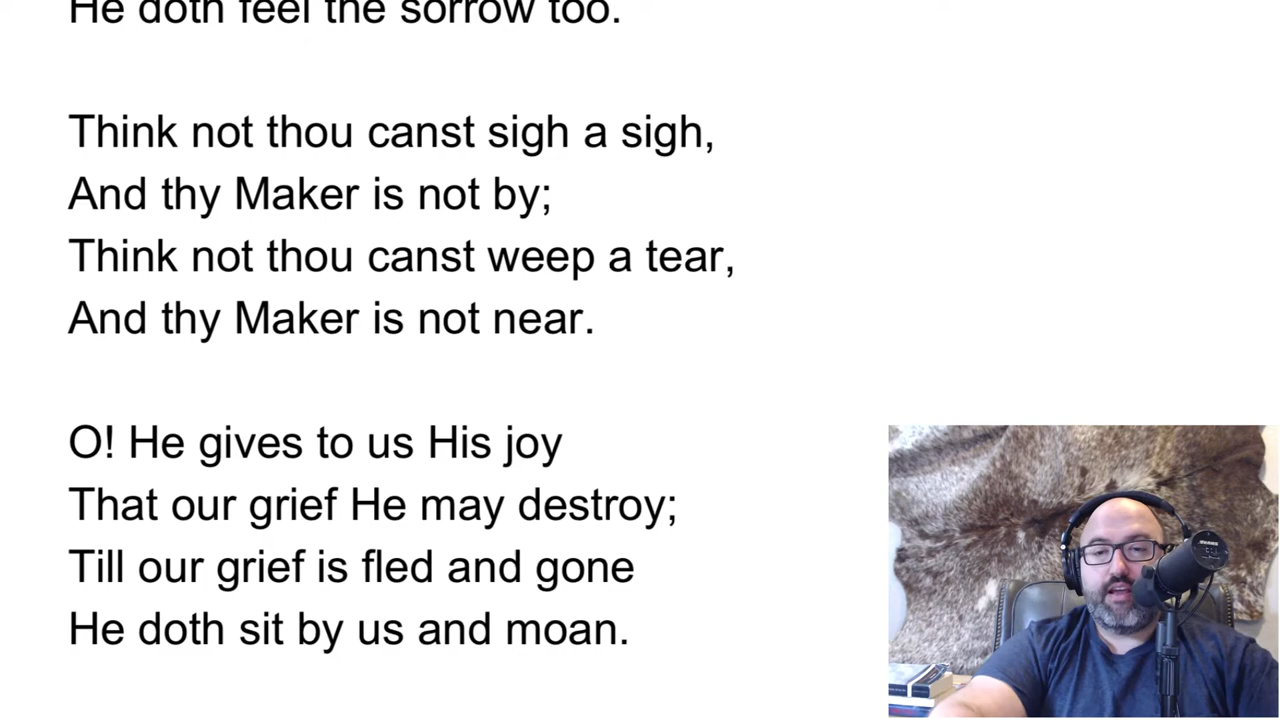 He doth feel the sorrow too.
Think not thou canst sigh a sigh,
And thy Maker is not by;
Think not thou canst weep a tear,
And thy Maker is not near.
O! He gives to us His joy
That our grief He may destroy;
Till our grief is fled and gone
He doth sit by us and moan.